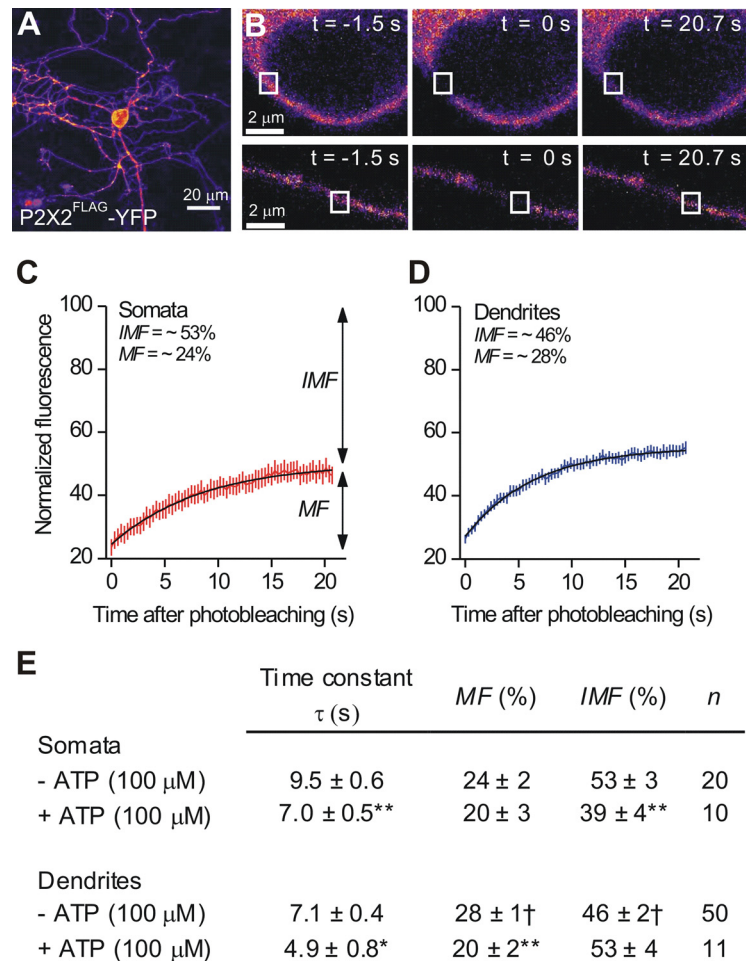 A
P2X2FLAG-YFP
20 μm
B
t = -1.5 s
t = 0 s
t = 20.7 s
2 μm
t = -1.5 s
t = 0 s
t = 20.7 s
2 μm
C
Somata
IMF = ~ 53%
MF = ~ 24%
IMF
MF
Normalized fluorescence
100
80
60
40
20
0 5 10 15 20
Time after photobleaching (s)
D
Dendrites
IMF = ~ 46%
MF = ~ 28%
100
80
60
40
20
0 5 10 15 20
Time after photobleaching (s)
E
Time constant τ (s) MF (%) IMF (%) n
Somata
- ATP (100 μM) 9.5 ± 0.6 24 ± 2 53 ± 3 20
+ ATP (100 μM) 7.0 ± 0.5** 20 ± 3 39 ± 4** 10
Dendrites
- ATP (100 μM) 7.1 ± 0.4 28 ± 1† 46 ± 2† 50
+ ATP (100 μM) 4.9 ± 0.8* 20 ± 2** 53 ± 4 11